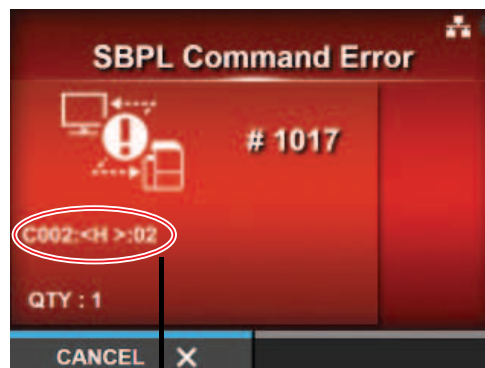 SBPL Command Error
# 1017
C002:<H >:02
QTY : 1
CANCEL